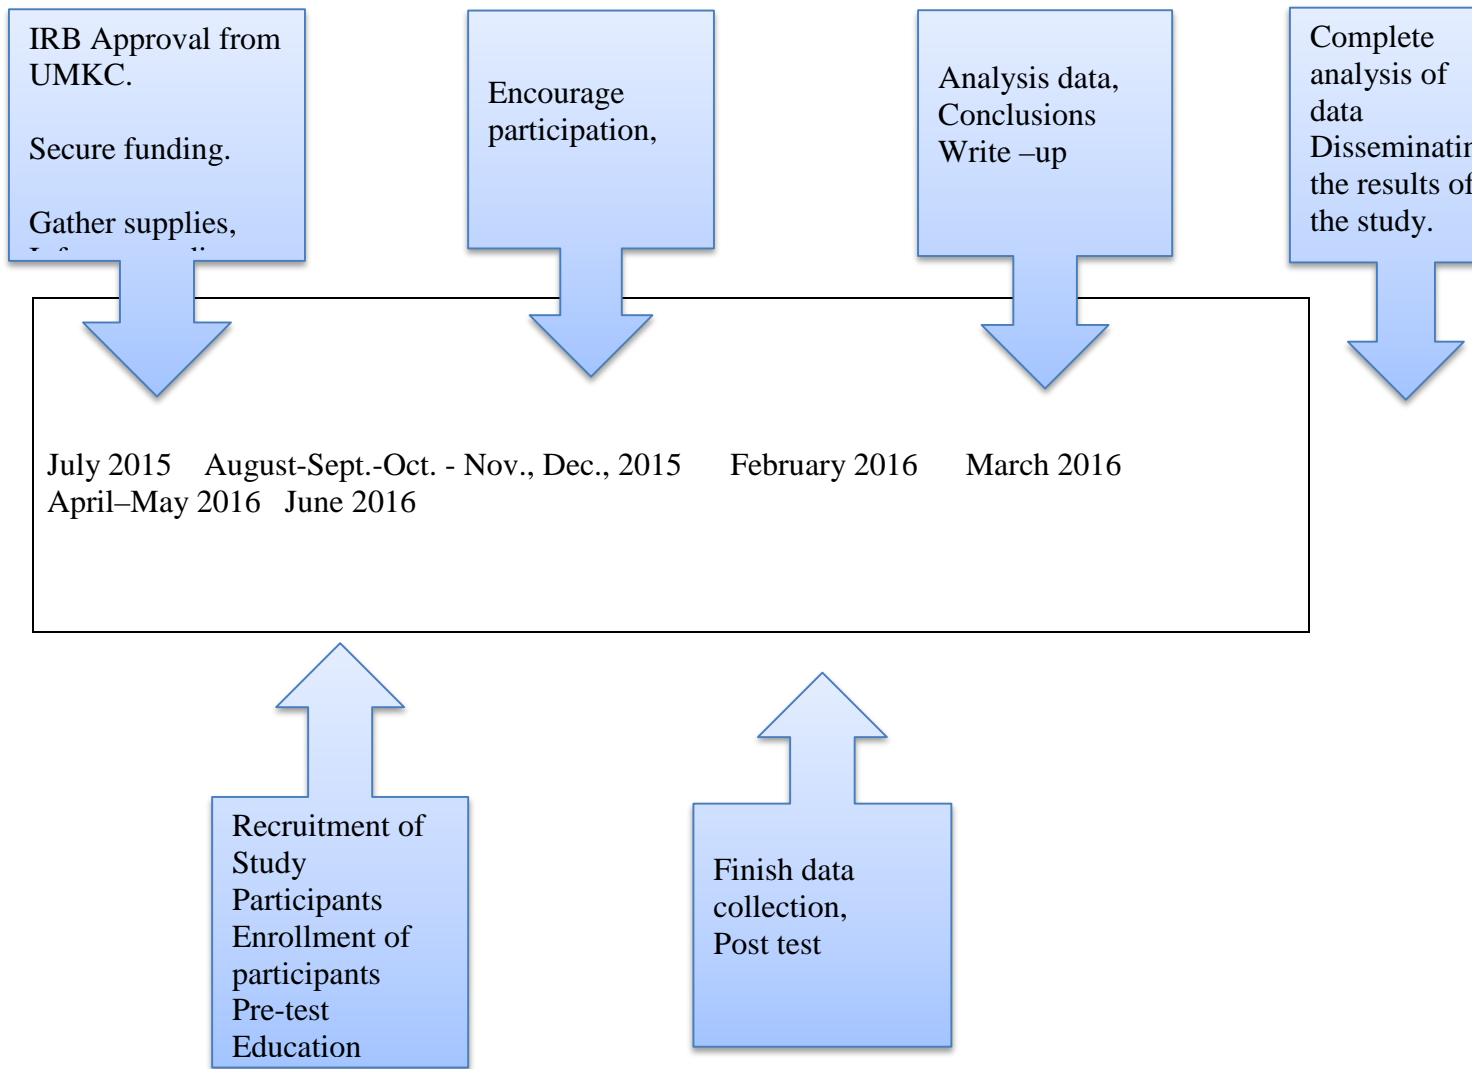 IRB Approval from
UMKC.
Secure funding.
Gather supplies,
Encourage
participation,
Analysis data,
Conclusions
Write –up
Complete
analysis of
data
the results of
the study.
July 2015 August-Sept.-Oct. - Nov., Dec., 2015 February 2016 March 2016
April–May 2016 June 2016
Recruitment of
Study
Participants
Enrollment of
participants
Pre-test
Education
Finish data
collection,
Post test